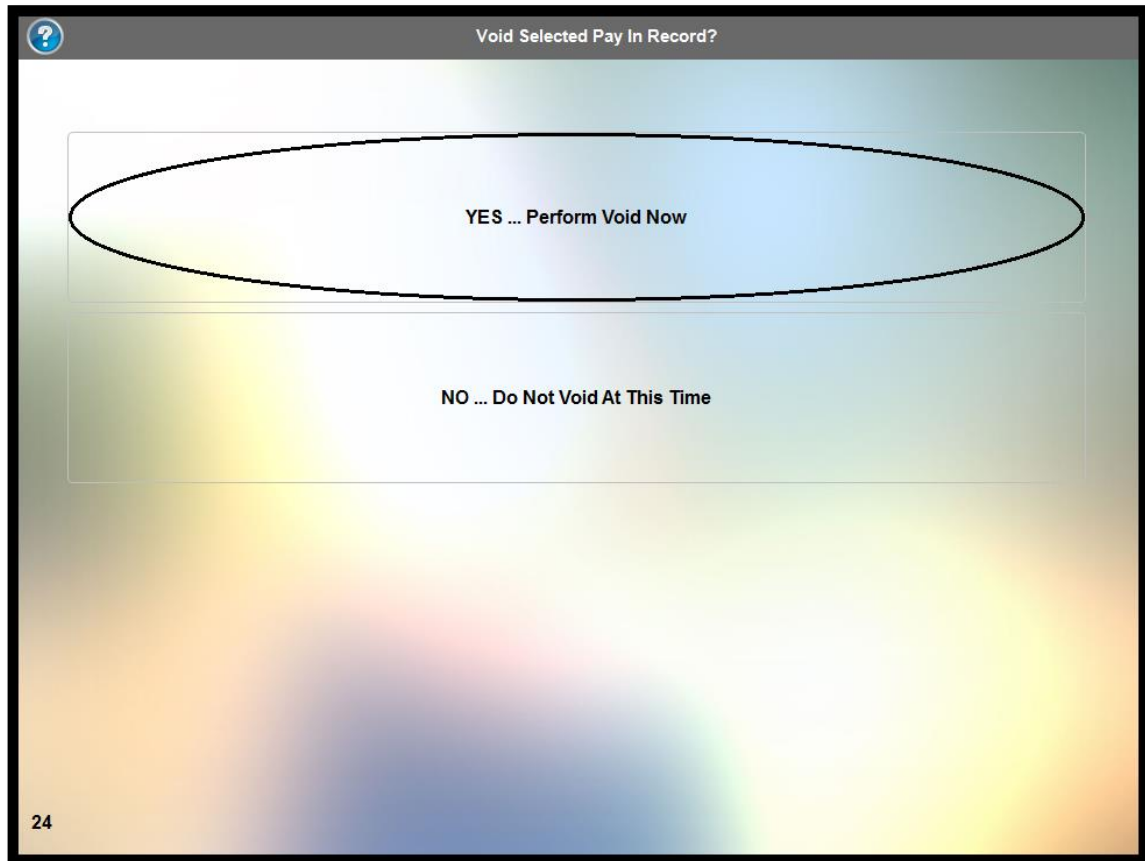 Void Selected Pay In Record?
YES ... Perform Void Now
NO ... Do Not Void At This Time
24